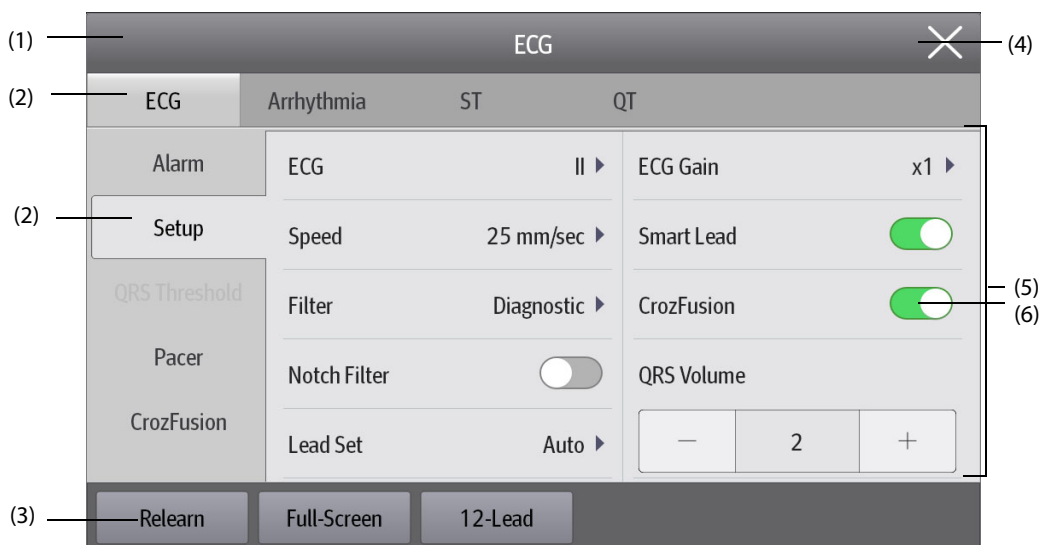 (1) ECG (4)
(2) ECG Arrhythmia ST QT
Alarm ECG II ECG Gain x1
(2) Setup Speed 25 mm/sec Smart Lead
(5)
QRS Threshold Filter Diagnostic CrozFusion (6)
Pacer Notch Filter QRS Volume
CrozFusion Lead Set Auto — 2 +
(3) Relearn Full-Screen 12-Lead